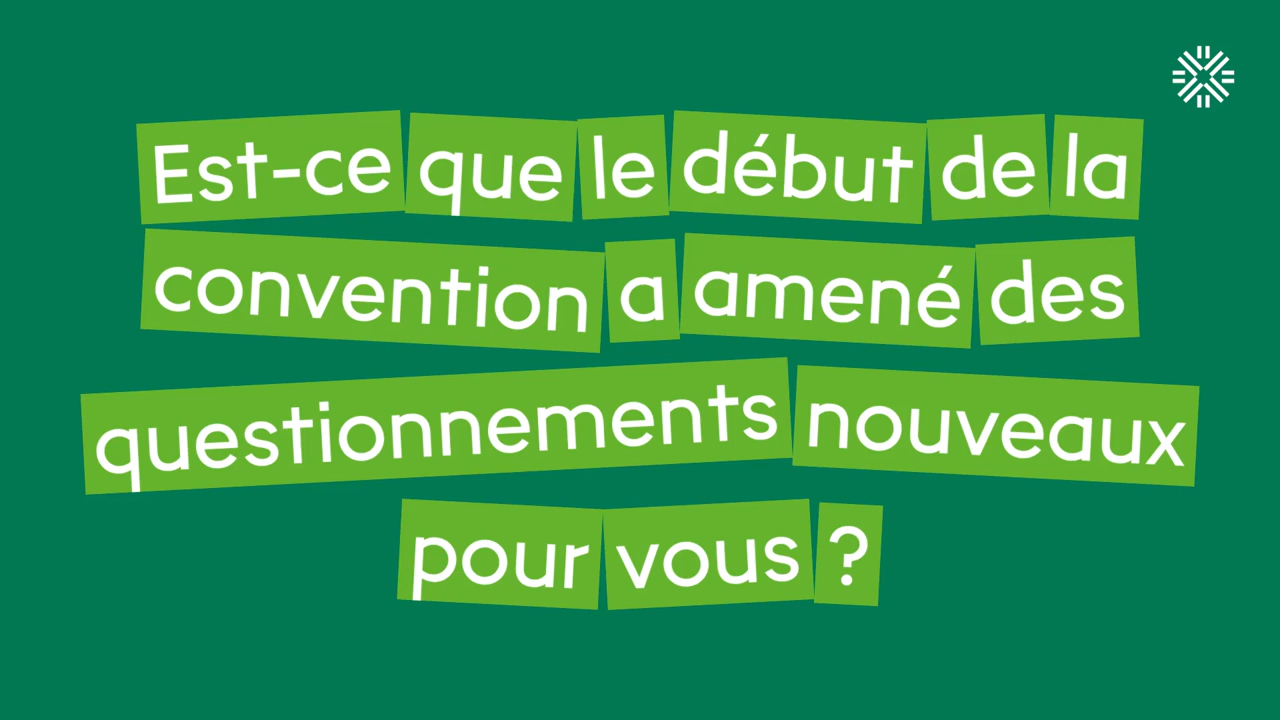 Est-ce que le début de la
convention a amené des
questionnements nouveaux
pour vous ?